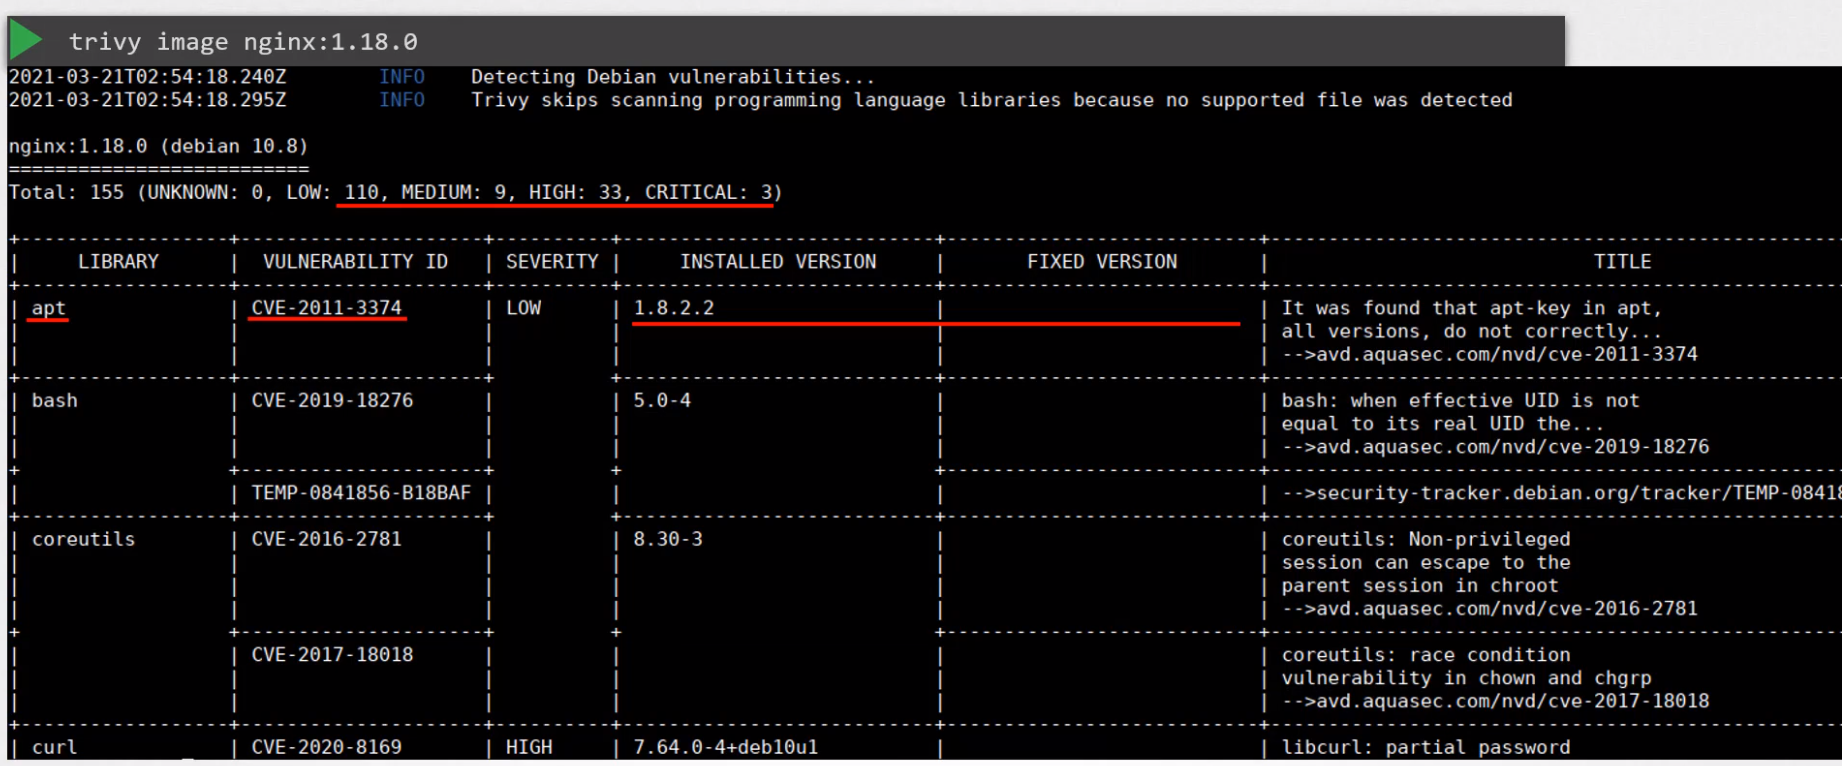 trivy image nginx:1.18.0
2021-03-21T02:54:18.240Z INFO Detecting Debian vulnerabilities...
2021-03-21T02:54:18.295Z INFO Trivy skips scanning programming language libraries because no supported file was detected
nginx:1.18.0 (debian 10.8)
==========================
Total: 155 (UNKNOWN: 0, LOW: 110, MEDIUM: 9, HIGH: 33, CRITICAL: 3)
LIBRARY | VULNERABILITY ID | SEVERITY | INSTALLED VERSION | FIXED VERSION | TITLE
apt | CVE-2011-3374 | LOW | 1.8.2.2 | | It was found that apt-key in apt,
all versions, do not correctly...
-->avd.aquasec.com/nvd/cve-2011-3374
bash | CVE-2019-18276 | | 5.0-4 | | bash: when effective UID is not
equal to its real UID the...
-->avd.aquasec.com/nvd/cve-2019-18276
TEMP-0841856-B18BAF | | | | -->security-tracker.debian.org/tracker/TEMP-08418
coreutils | CVE-2016-2781 | | 8.30-3 | | coreutils: Non-privileged
session can escape to the
parent session in chroot
-->avd.aquasec.com/nvd/cve-2016-2781
CVE-2017-18018 | | | | coreutils: race condition
vulnerability in chown and chgrp
-->avd.aquasec.com/nvd/cve-2017-18018
curl | CVE-2020-8169 | HIGH | 7.64.0-4+deb10u1 | | libcurl: partial password